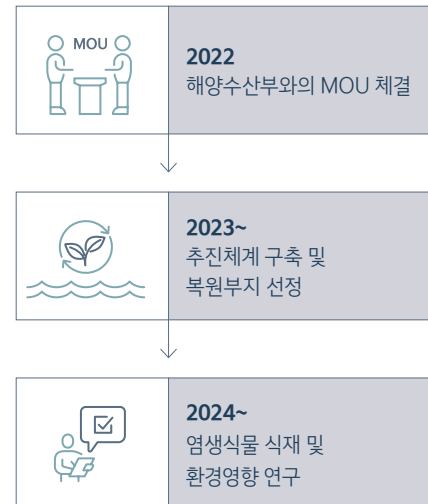 MOU
2022
해양수산부와의 MOU 체결
2023~
추진체계 구축 및
복원부지 선정
2024~
염생식물 식재 및
환경영향 연구